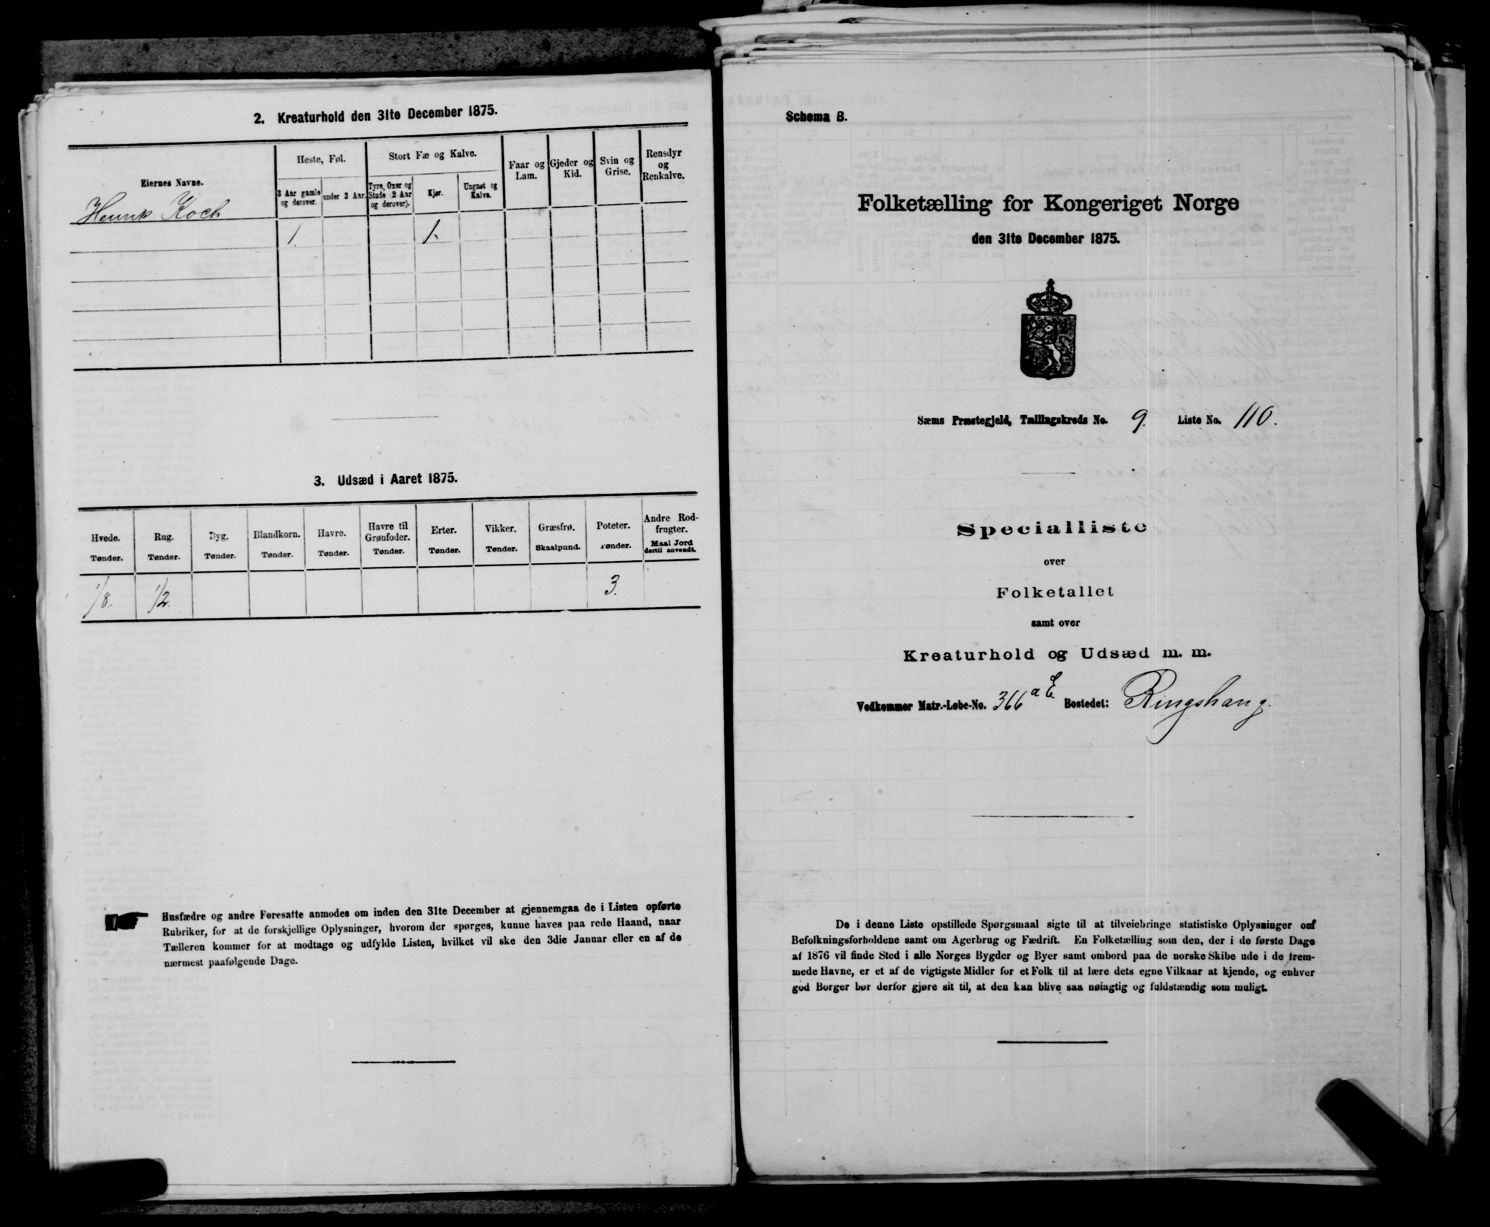 2. Kreaturhold den 31te December 1875.
Eiernes Navne.
Heste, Føl.
Stort Fæ og Kalve.
Faar og Lam.
Gjeder og Kid.
Svin og Grise.
Rensdyr og Renkalve.
3 Aar gamle og derover.
under 3 Aar.
Tyre, Oxer og Stude (2 Aar og derover).
Kjør.
Ungnet og Kalve.
Henrik Koch
1. 1.
3. Udsæd i Aaret 1875.
Hvede. Rug. Byg. Blandkorn. Havre. Havre til Grønfoder. Erter. Vikker. Græsfrø. Poteter. Andre Rodfrugter.
Tønder. Tønder. Tønder. Tønder. Tønder. Tønder. Tønder. Tønder. Skaalpund. Tønder. Maal Jord dertil anvendt.
1/8. 1/2. 3.
Husfædre og andre Foresatte anmodes om inden den 31te December at gjennemgaa de i Listen opførte
Rubriker, for at de forskjellige Oplysninger, hvorom der spørges, kunne haves paa rede Haand, naar
Tælleren kommer for at modtage og udfylde Listen, hvilket vil ske den 3die Januar eller en af de
nærmest paafølgende Dage.
Schema B.
Folketælling for Kongeriget Norge
den 31te December 1875.
Sæms Præstegjeld, Tællingskreds No. 9. Liste No. 110.
Specialliste
over
Folketallet
samt over
Kreaturhold og Udsæd m. m.
Vedkommer Matr.-Løbe-No. 366 a Bostedet: Ringshaug.
De i denne Liste opstillede Spørgsmaal sigte til at tilveiebringe statistiske Oplysninger om
Befolkningsforholdene samt om Agerbrug og Fædrift. En Folketælling som den, der i de første Dage
af 1876 vil finde Sted i alle Norges Bygder og Byer samt ombord paa de norske Skibe ude i de frem-
mede Havne, er et af de vigtigste Midler for et Folk til at lære dets egne Vilkaar at kjende, og enhver
god Borger bør derfor gjøre sit til, at den kan blive saa nøiagtig og fuldstændig som muligt.